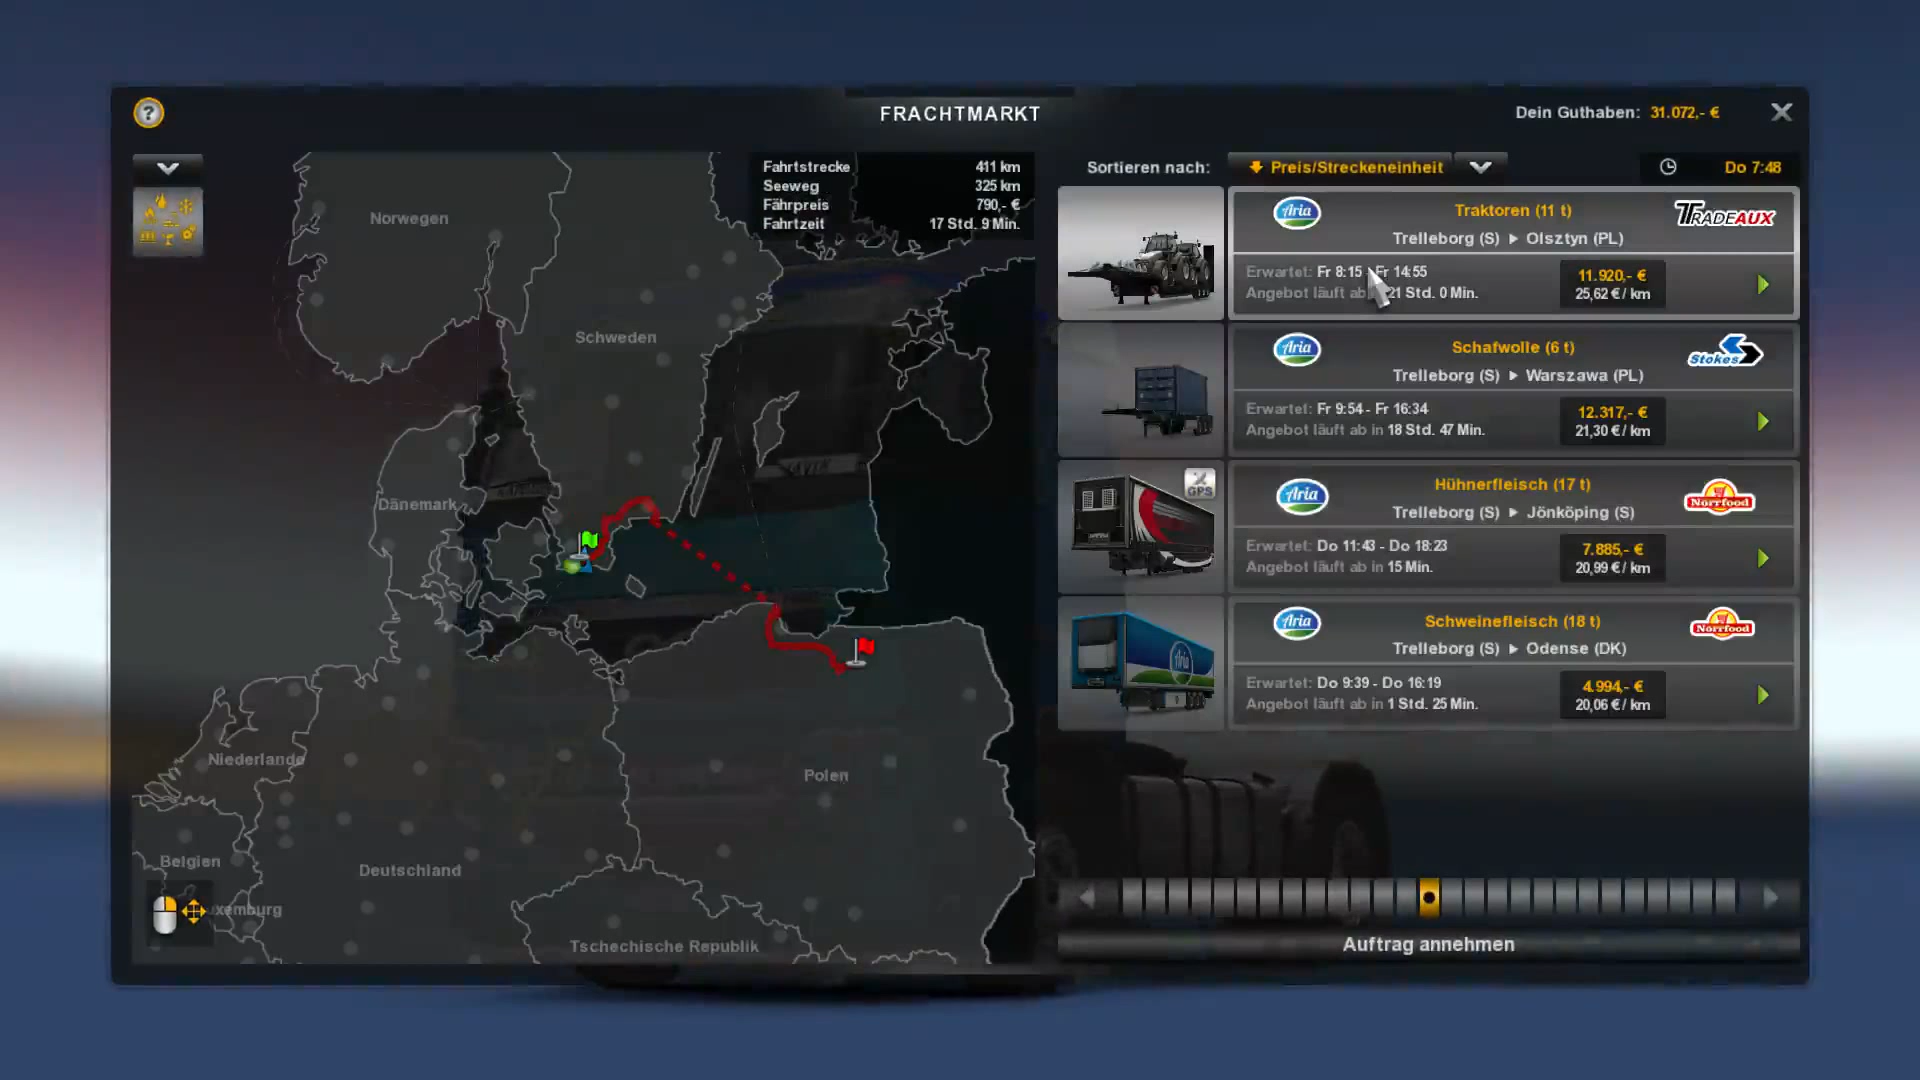 ?
FRACHTMARKT
Dein Guthaben: 31.072,- €
Fahrtstrecke 411 km
Seeweg 325 km
Fährpreis 790,- €
Fahrtzeit 17 Std. 9 Min.
Sortieren nach: Preis/Streckeneinheit
Do 7:48
Norwegen
Schweden
Dänemark
Niederlande
Polen
Belgien
Deutschland
Tschechische Republik
Aria
Traktoren (11 t)
TRADEAUX
Trelleborg (S) ▶ Olsztyn (PL)
Erwartet: Fr 8:15 - Fr 14:55
Angebot läuft ab 21 Std. 0 Min.
11.920,- €
25,62 € / km
Aria
Schafwolle (6 t)
Stokes
Trelleborg (S) ▶ Warszawa (PL)
Erwartet: Fr 9:54 - Fr 16:34
Angebot läuft ab in 18 Std. 47 Min.
12.317,- €
21,30 € / km
GPS
Aria
Hühnerfleisch (17 t)
Norrfood
Trelleborg (S) ▶ Jönköping (S)
Erwartet: Do 11:43 - Do 18:23
Angebot läuft ab in 15 Min.
7.885,- €
20,99 € / km
Aria
Aria
Schweinefleisch (18 t)
Norrfood
Trelleborg (S) ▶ Odense (DK)
Erwartet: Do 9:39 - Do 16:19
Angebot läuft ab in 1 Std. 25 Min.
4.994,- €
20,06 € / km
Auftrag annehmen